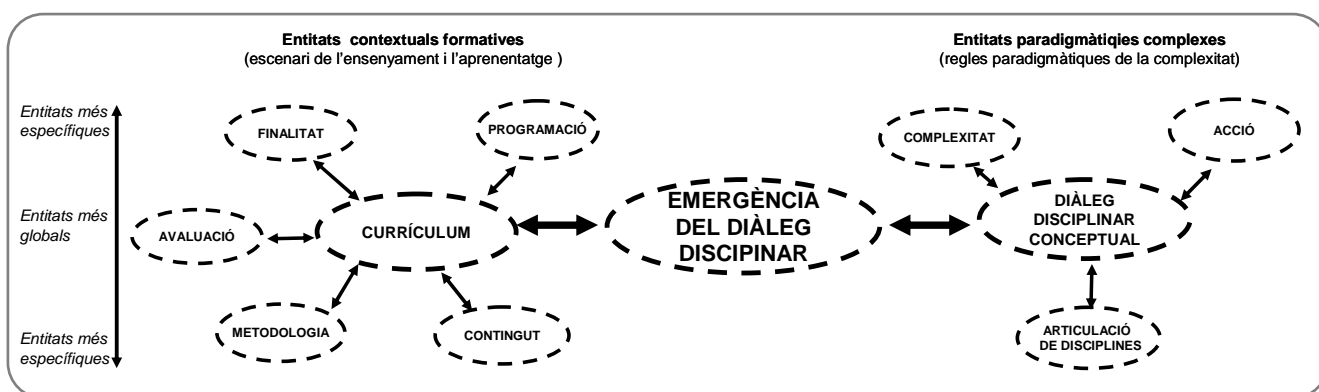 Entitats contextuals formatives
(escenari de l'ensenyament i l'aprenentatge )
Entitats paradigmàtiqies complexes
(regles paradigmàtiques de la complexitat)
Entitats més
específiques
FINALITAT
PROGRAMACIÓ
COMPLEXITAT
ACCIÓ
Entitats més
globals
AVALUACIÓ
CURRÍCULUM
EMERGÈNCIA
DEL DIÀLEG
DISCIPINAR
DIÀLEG
DISCIPLINAR
CONCEPTUAL
Entitats més
específiques
METODOLOGIA
CONTINGUT
ARTICULACIÓ
DE DISCIPLINES